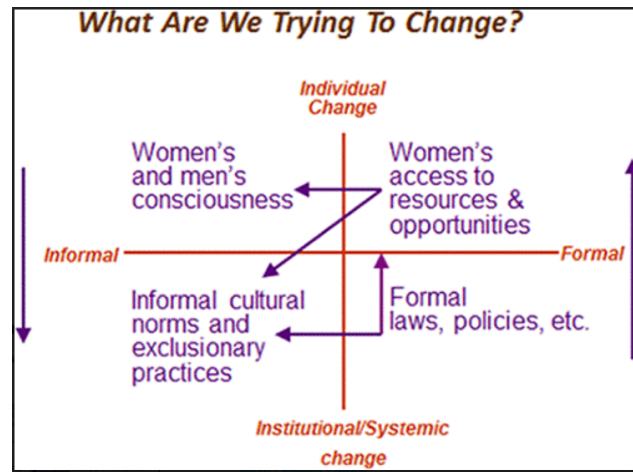 What Are We Trying To Change?
Individual
Change
Women's
and men's
consciousness
Women's
access to
resources &
opportunities
Informal
Formal
Informal cultural
norms and
exclusionary
practices
Formal
laws, policies, etc.
Institutional/Systemic
change